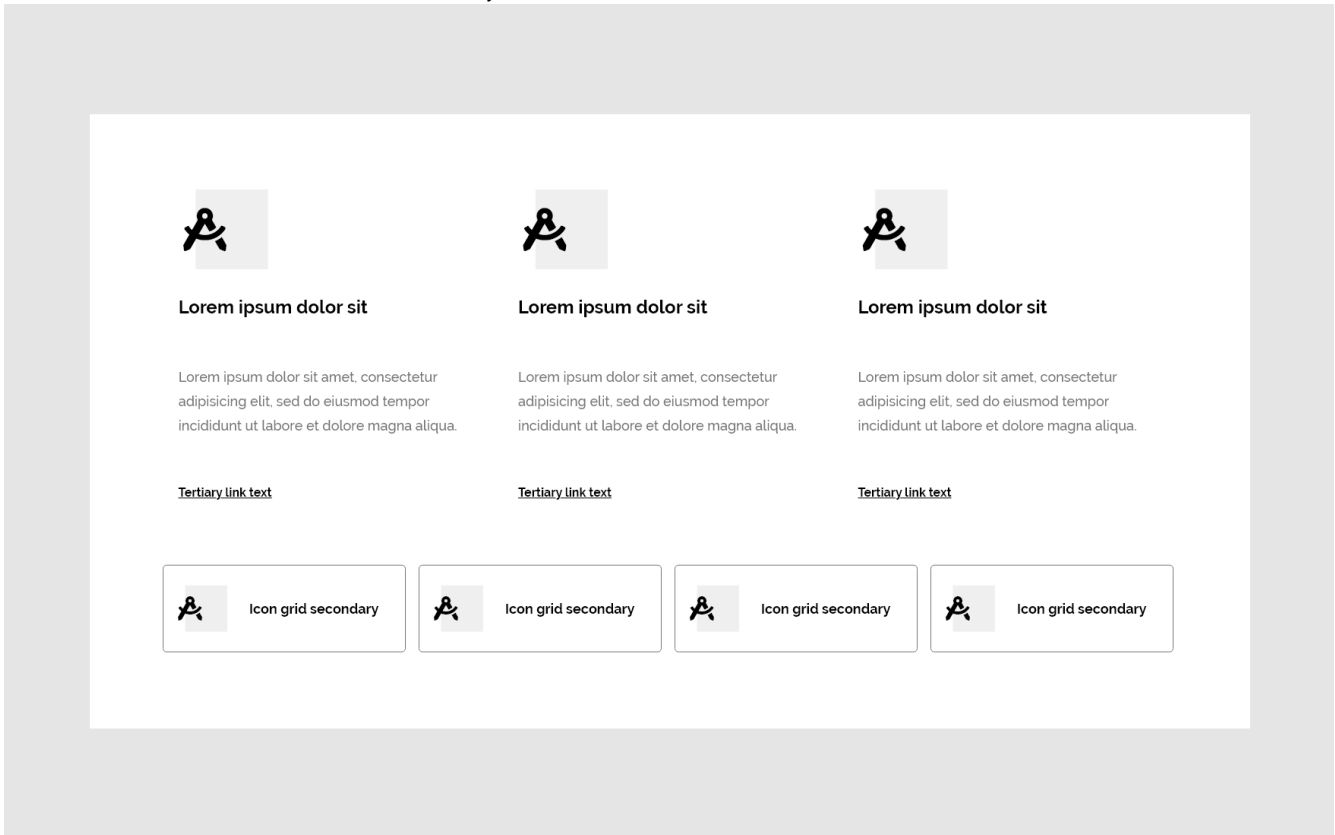 Lorem ipsum dolor sit
Lorem ipsum dolor sit amet, consectetur
adipisicing elit, sed do eiusmod tempor
incididunt ut labore et dolore magna aliqua.
Tertiary link text
Lorem ipsum dolor sit
Lorem ipsum dolor sit amet, consectetur
adipisicing elit, sed do eiusmod tempor
incididunt ut labore et dolore magna aliqua.
Tertiary link text
Lorem ipsum dolor sit
Lorem ipsum dolor sit amet, consectetur
adipisicing elit, sed do eiusmod tempor
incididunt ut labore et dolore magna aliqua.
Tertiary link text
Icon grid secondary
Icon grid secondary
Icon grid secondary
Icon grid secondary